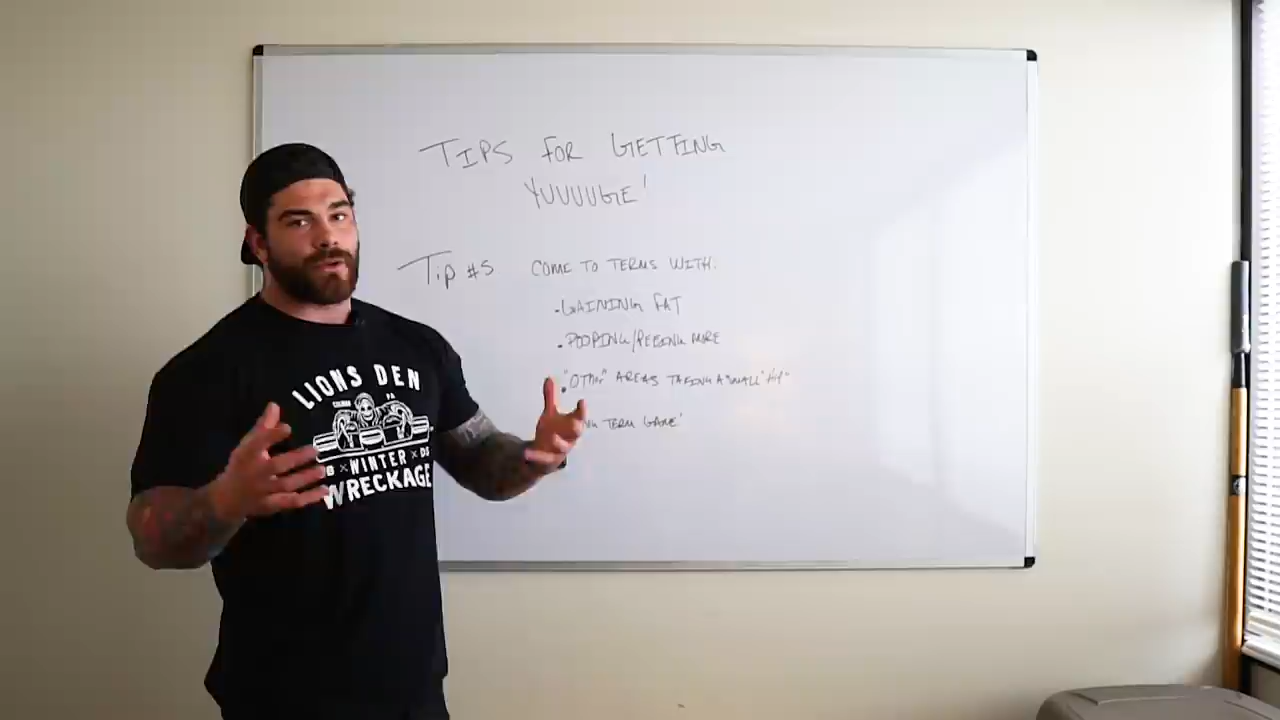 TIPS FOR GETTING
YUUUUGE!
Tip #5 COME TO TERMS WITH:
• GAINING FAT
• POOPING/PEEING MORE
• "OTHER" AREAS TAKING A "SMALL" HIT
TERM GAME!
LIONS DEN
WINTER
WRECKAGE